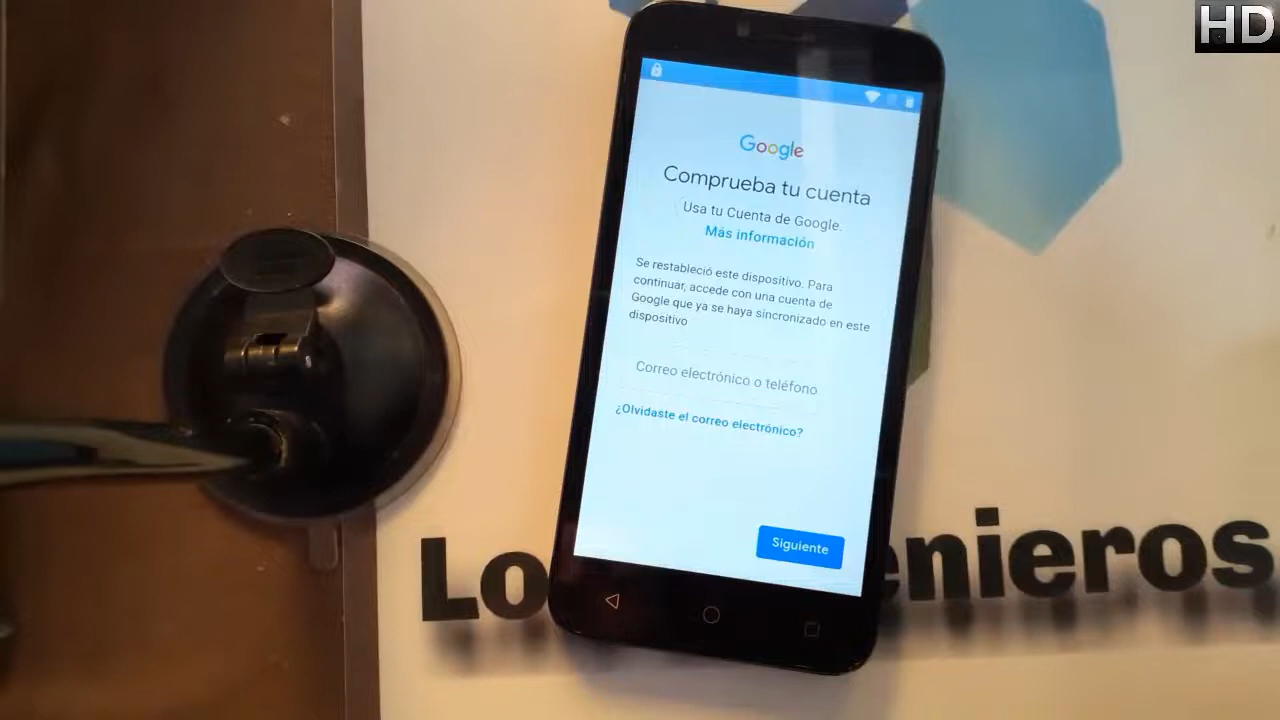 HD
Google
Comprueba tu cuenta
Usa tu Cuenta de Google.
Más información
Se restableció este dispositivo. Para
continuar, accede con una cuenta de
Google que ya se haya sincronizado en este
dispositivo
Correo electrónico o teléfono
¿Olvidaste el correo electrónico?
Siguiente
Lo enieros